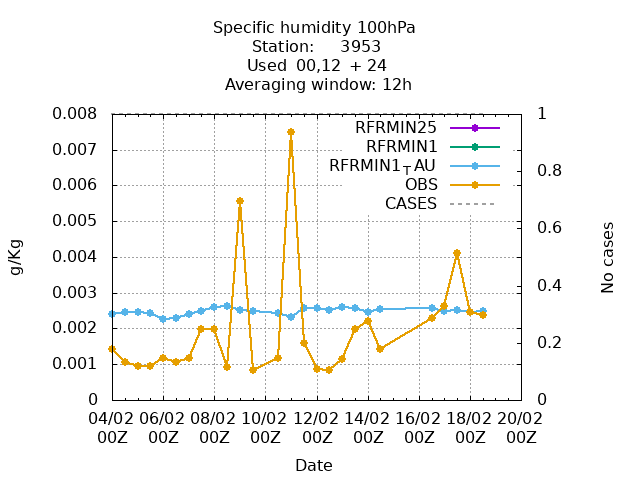 Specific humidity 100hPa
Station: 3953
Used 00,12 + 24
Averaging window: 12h
0.008
0.007
0.006
0.005
0.004
0.003
0.002
0.001
0
g/Kg
RFRMIN25
RFRMIN1
RFRMIN1TAU
OBS
CASES
1
0.8
0.6
0.4
0.2
0
No cases
04/02 06/02 08/02 10/02 12/02 14/02 16/02 18/02 20/02
00Z 00Z 00Z 00Z 00Z 00Z 00Z 00Z 00Z
Date